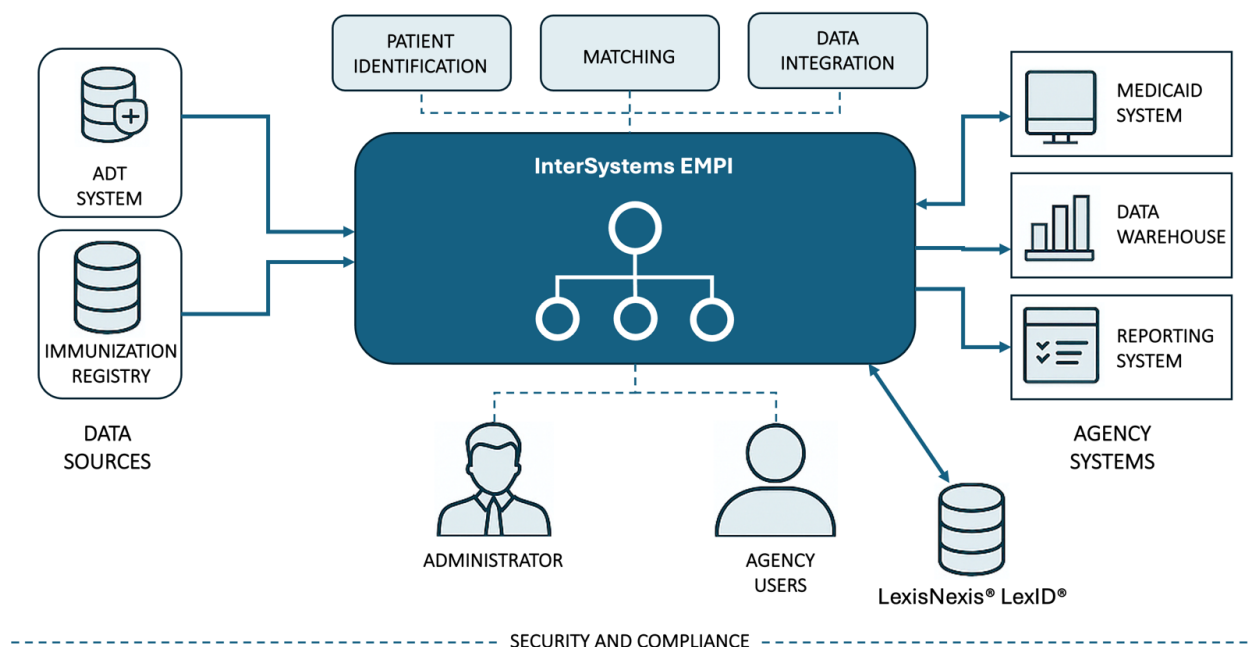 PATIENT
IDENTIFICATION
MATCHING
DATA
INTEGRATION
ADT
SYSTEM
IMMUNIZATION
REGISTRY
DATA
SOURCES
InterSystems EMPI
MEDICAID
SYSTEM
DATA
WAREHOUSE
REPORTING
SYSTEM
AGENCY
SYSTEMS
ADMINISTRATOR
AGENCY
USERS
LexisNexis® LexID®
SECURITY AND COMPLIANCE